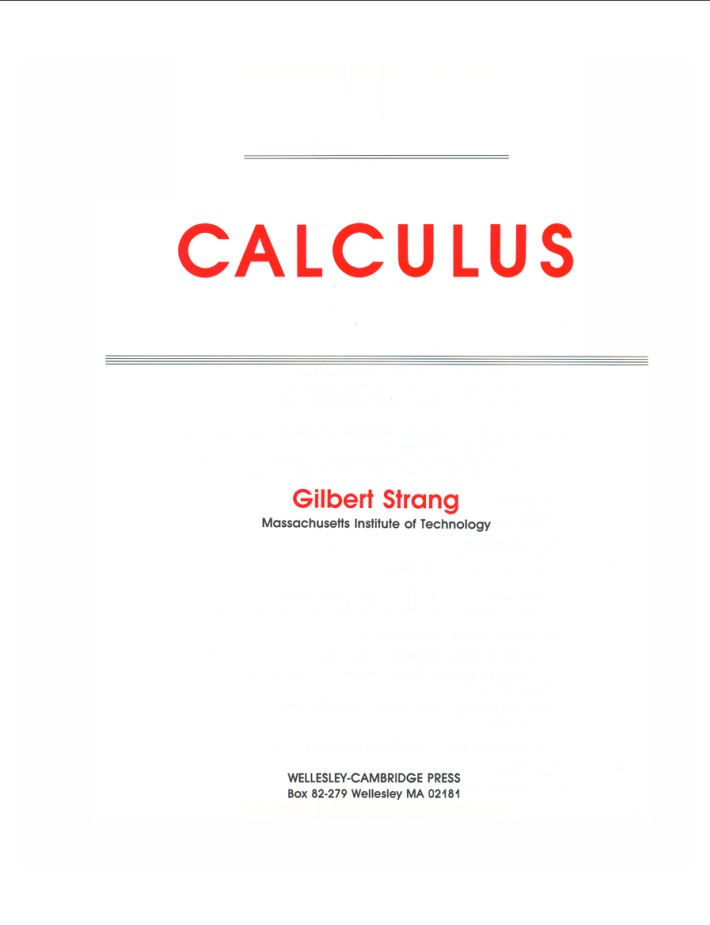 CALCULUS
Gilbert Strang
Massachusetts Institute of Technology
WELLESLEY-CAMBRIDGE PRESS
Box 82-279 Wellesley MA 02181